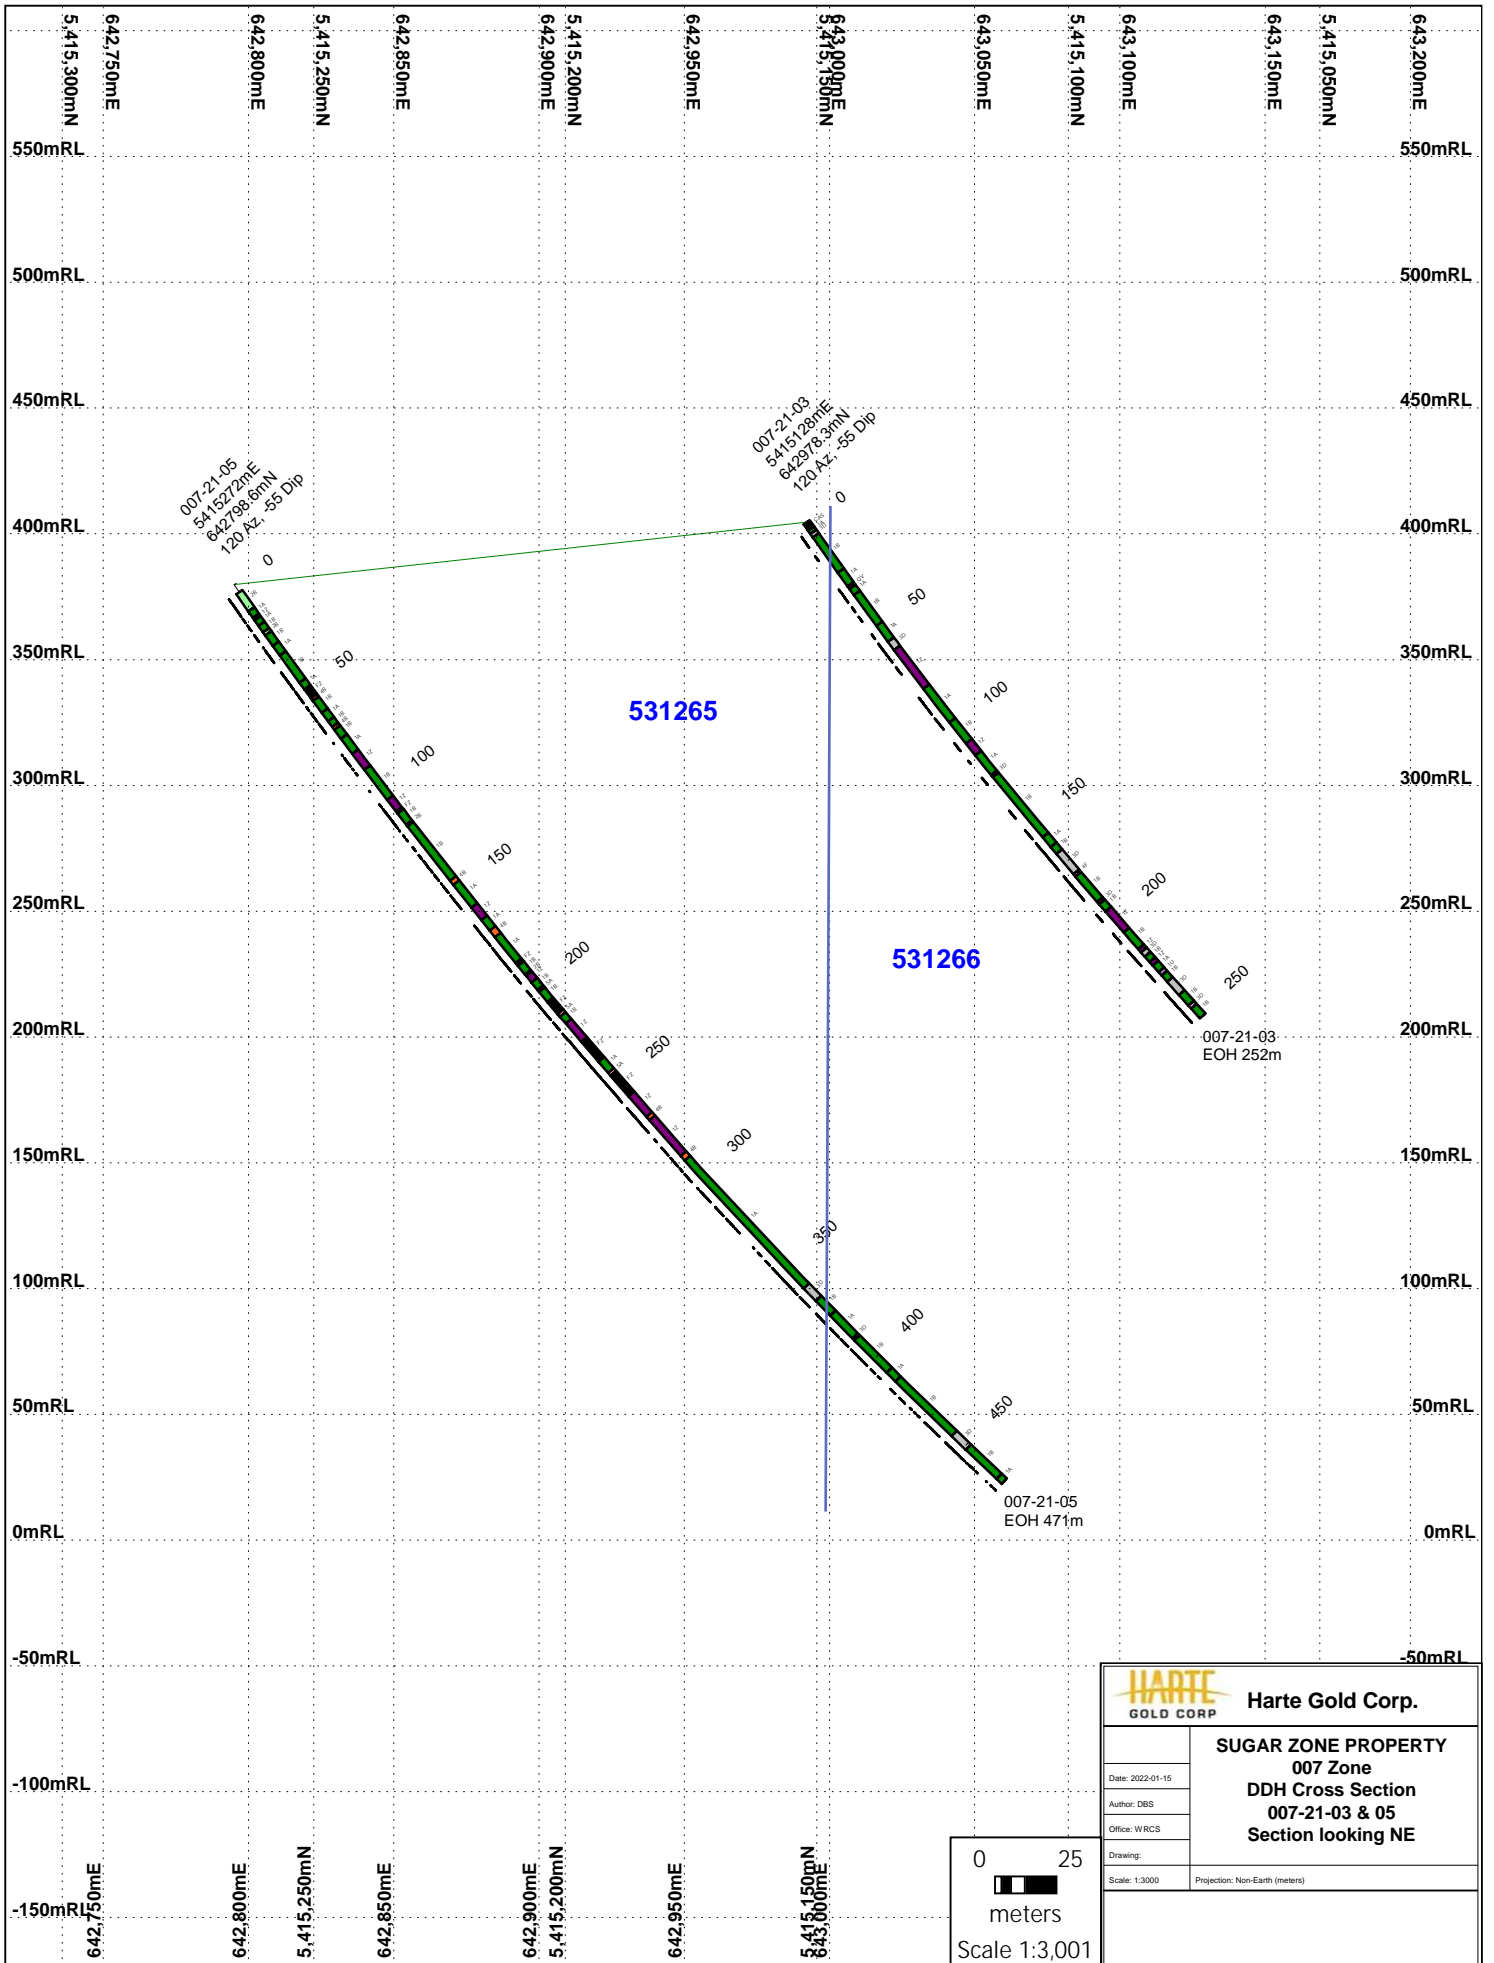 5,415,300mN
642,750mE
642,800mE
5,415,250mN
642,850mE
642,900mE
5,415,200mN
642,950mE
5,415,150mN
643,000mE
643,050mE
5,415,100mN
643,100mE
643,150mE
5,415,050mN
643,200mE
550mRL 550mRL
500mRL 500mRL
450mRL 450mRL
400mRL 400mRL
350mRL 350mRL
300mRL 300mRL
250mRL 250mRL
200mRL 200mRL
150mRL 150mRL
100mRL 100mRL
50mRL 50mRL
0mRL 0mRL
-50mRL -50mRL
-100mRL
-150mRL
007-21-05
5415272mE
642798.6mN
120 Az, -55 Dip
0
50
100
150
200
250
300
350
400
450
007-21-05
EOH 471m
007-21-03
5415128mE
642978.3mN
120 Az, -55 Dip
0
50
100
150
200
250
007-21-03
EOH 252m
531265
531266
642,750mE
642,800mE
5,415,250mN
642,850mE
642,900mE
5,415,200mN
642,950mE
5,415,150mN
643,000mE
0 25
meters
Scale 1:3,001
HARTE
GOLD CORP
Harte Gold Corp.
SUGAR ZONE PROPERTY
007 Zone
DDH Cross Section
007-21-03 & 05
Section looking NE
Date: 2022-01-15
Author: DBS
Office: WRCS
Drawing:
Scale: 1:3000
Projection: Non-Earth (meters)